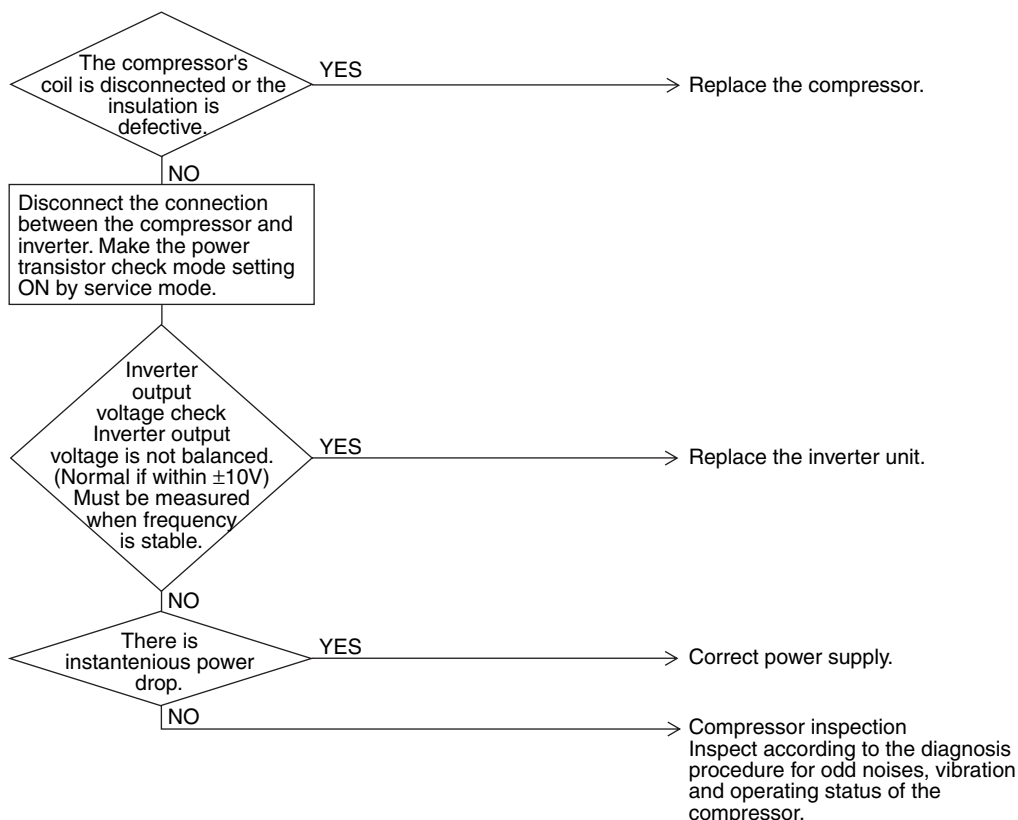 The compressor's
coil is disconnected or the
insulation is
defective.
YES
Replace the compressor.
NO
Disconnect the connection
between the compressor and
inverter. Make the power
transistor check mode setting
ON by service mode.
Inverter
output
voltage check
Inverter output
voltage is not balanced.
(Normal if within ±10V)
Must be measured
when frequency
is stable.
YES
Replace the inverter unit.
NO
There is
instantenious power
drop.
YES
Correct power supply.
NO
Compressor inspection
Inspect according to the diagnosis
procedure for odd noises, vibration
and operating status of the
compressor.